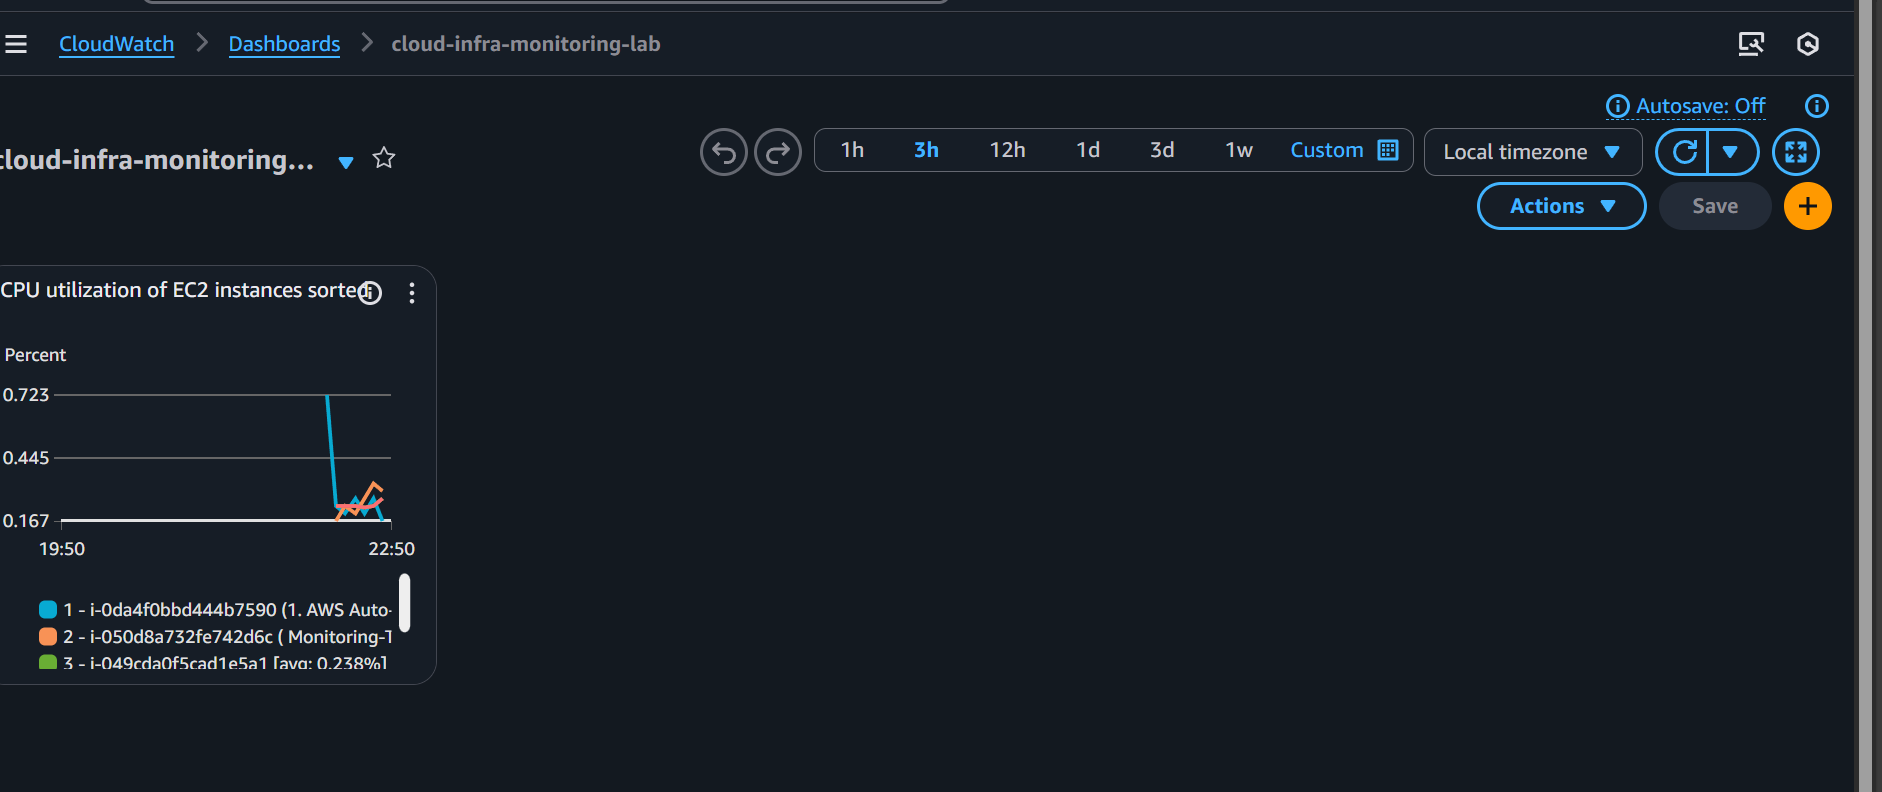 CloudWatch > Dashboards > cloud-infra-monitoring-lab
Autosave: Off
cloud-infra-monitoring...
1h 3h 12h 1d 3d 1w Custom Local timezone
Actions Save +
CPU utilization of EC2 instances sorted
Percent
0.723
0.445
0.167
19:50 22:50
1 - i-0da4f0bbd444b7590 (1. AWS Auto-
2 - i-050d8a732fe742d6c ( Monitoring-T
3 - i-049cda0f5cad1e5a1 [avg: 0.238%]